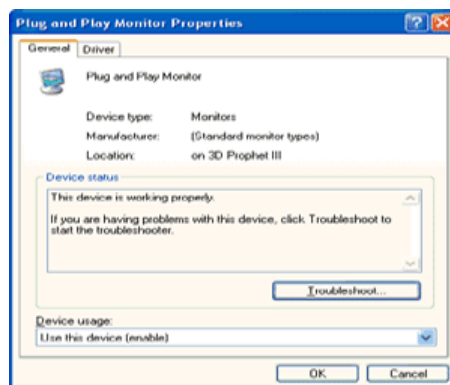 Plug and Play Monitor Properties
General Driver
Plug and Play Monitor
Device type: Monitors
Manufacturer: (Standard monitor types)
Location: on 3D Prophet III
Device status
This device is working properly.
If you are having problems with this device, click Troubleshoot to
start the troubleshooter.
Troubleshoot...
Device usage:
Use this device (enable)
OK Cancel